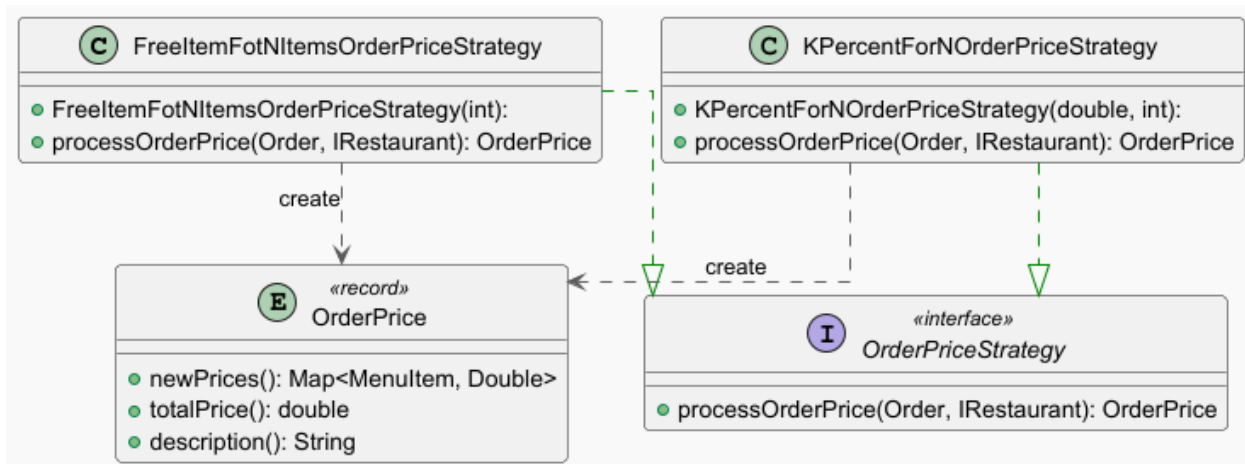 C FreeItemFotNItemsOrderPriceStrategy
FreeItemFotNItemsOrderPriceStrategy(int):
processOrderPrice(Order, IRestaurant): OrderPrice
C KPercentForNOrderPriceStrategy
KPercentForNOrderPriceStrategy(double, int):
processOrderPrice(Order, IRestaurant): OrderPrice
create
create
«record»
E OrderPrice
newPrices(): Map<MenuItem, Double>
totalPrice(): double
description(): String
«interface»
I OrderPriceStrategy
processOrderPrice(Order, IRestaurant): OrderPrice